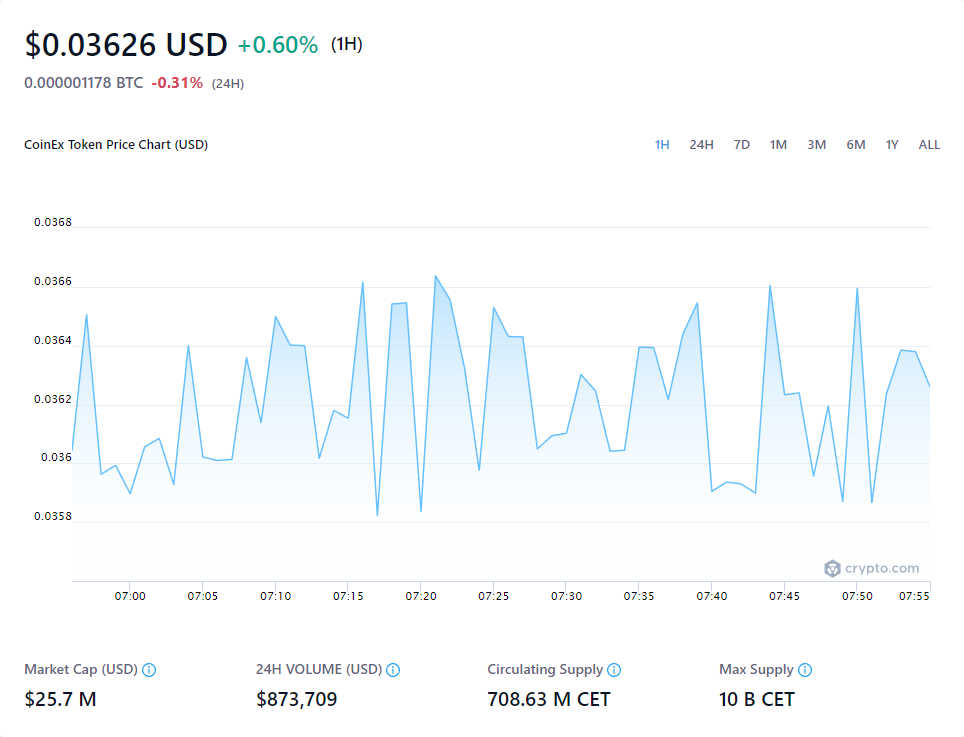 $0.03626 USD +0.60% (1H)
0.000001178 BTC -0.31% (24H)
CoinEx Token Price Chart (USD) 1H 24H 7D 1M 3M 6M 1Y ALL
0.0368
0.0366
0.0364
0.0362
0.036
0.0358
crypto.com
07:00 07:05 07:10 07:15 07:20 07:25 07:30 07:35 07:40 07:45 07:50 07:55
Market Cap (USD) 24H VOLUME (USD) Circulating Supply Max Supply
$25.7 M $873,709 708.63 M CET 10 B CET